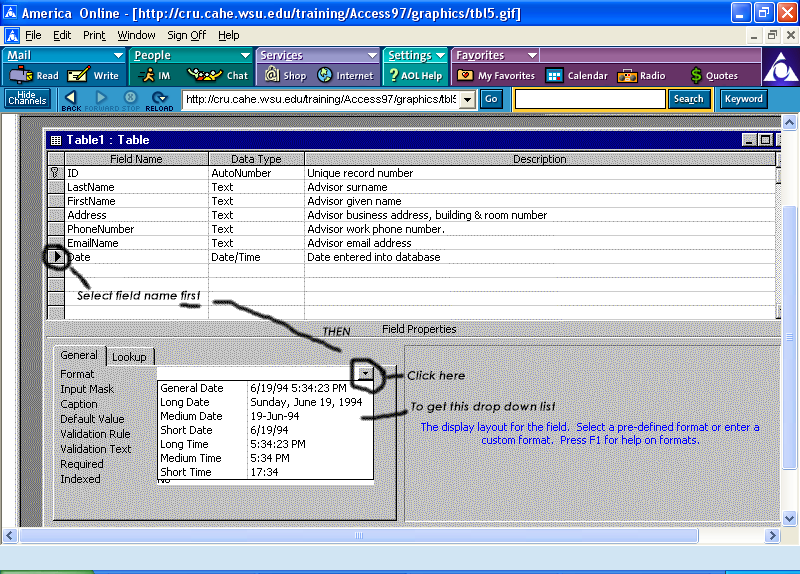 America Online - [http://cru.cahe.wsu.edu/training/Access97/graphics/tbl5.gif]
File Edit Print Window Sign Off Help
Mail People Services Settings Favorites
Read Write IM Chat Shop Internet AOL Help My Favorites Calendar Radio Quotes
Hide Channels
BACK FORWARD STOP RELOAD
http://cru.cahe.wsu.edu/training/Access97/graphics/tbl5 Go Search Keyword
Table1 : Table
Field Name Data Type Description
ID AutoNumber Unique record number
LastName Text Advisor surname
FirstName Text Advisor given name
Address Text Advisor business address, building & room number
PhoneNumber Text Advisor work phone number.
EmailName Text Advisor email address
Date Date/Time Date entered into database
Select field name first
THEN
Field Properties
General Lookup
Format
Click here
Input Mask
Caption
Default Value
Validation Rule
Validation Text
Required
Indexed No
General Date 6/19/94 5:34:23 PM
Long Date Sunday, June 19, 1994
Medium Date 19-Jun-94
Short Date 6/19/94
Long Time 5:34:23 PM
Medium Time 5:34 PM
Short Time 17:34
To get this drop down list
The display layout for the field. Select a pre-defined format or enter a
custom format. Press F1 for help on formats.